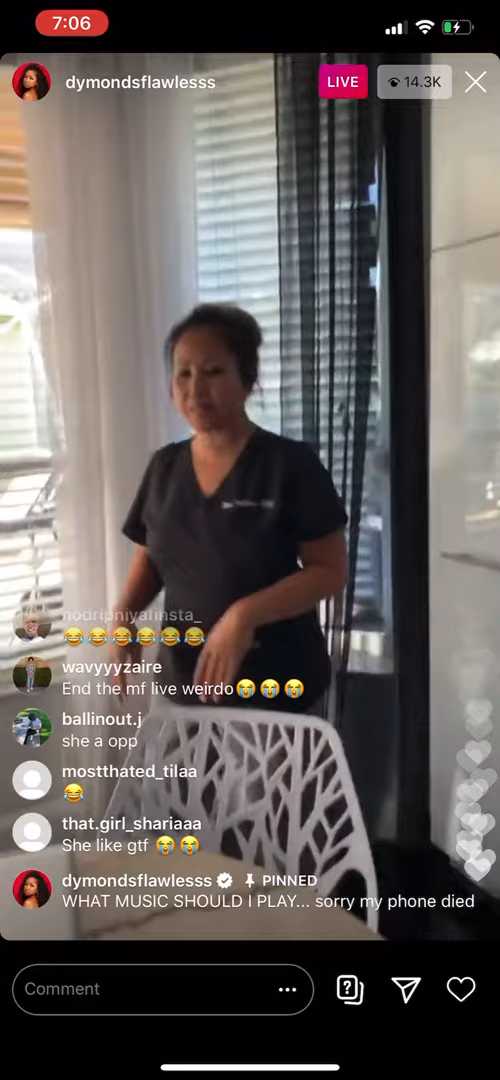 7:06
dymondsflawlesss
LIVE
14.3K
nodripniyafinsta_
😂😂😂😂😂😂
wavyyyzaire
End the mf live weirdo😭😭😭
ballinout.j
she a opp
mostthated_tilaa
😂
that.girl_shariaaa
She like gtf 😭😭
dymondsflawlesss PINNED
WHAT MUSIC SHOULD I PLAY... sorry my phone died
Comment